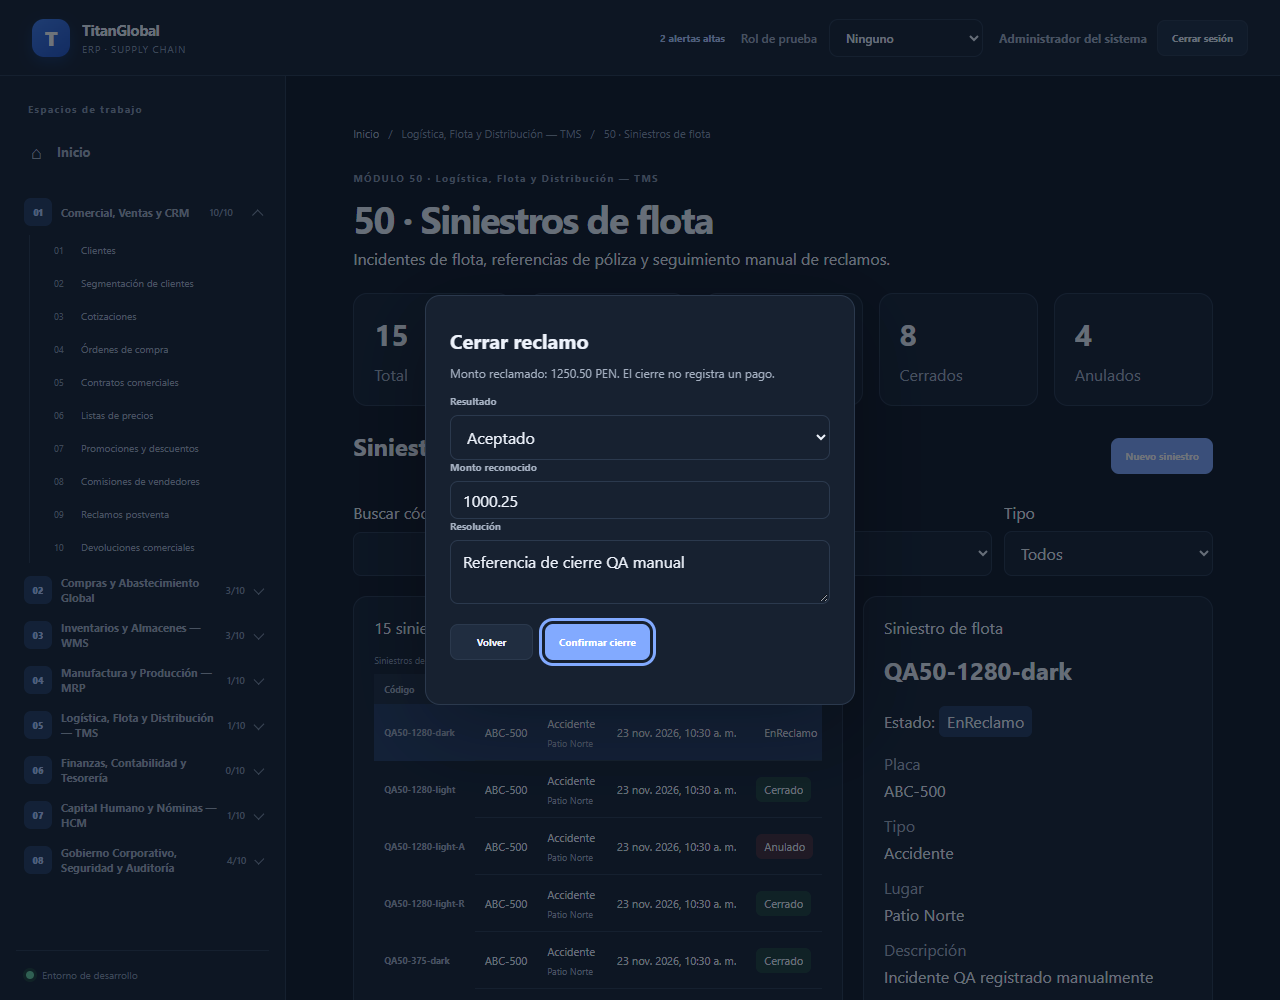 T
TitanGlobal
ERP · SUPPLY CHAIN
2 alertas altas
Rol de prueba
Ninguno
Administrador del sistema
Cerrar sesión
Espacios de trabajo
Inicio
01 Comercial, Ventas y CRM 10/10
01 Clientes
02 Segmentación de clientes
03 Cotizaciones
04 Órdenes de compra
05 Contratos comerciales
06 Listas de precios
07 Promociones y descuentos
08 Comisiones de vendedores
09 Reclamos postventa
10 Devoluciones comerciales
02 Compras y Abastecimiento
Global 3/10
03 Inventarios y Almacenes —
WMS 3/10
04 Manufactura y Producción —
MRP 1/10
05 Logística, Flota y Distribución
— TMS 1/10
06 Finanzas, Contabilidad y
Tesorería 0/10
07 Capital Humano y Nóminas —
HCM 1/10
08 Gobierno Corporativo,
Seguridad y Auditoría 4/10
Entorno de desarrollo
Inicio / Logística, Flota y Distribución — TMS / 50 · Siniestros de flota
MÓDULO 50 · Logística, Flota y Distribución — TMS
50 · Siniestros de flota
Incidentes de flota, referencias de póliza y seguimiento manual de reclamos.
15
Total
8
Cerrados
4
Anulados
Siniest
Nuevo siniestro
Buscar cód
Tipo
Todos
Cerrar reclamo
Monto reclamado: 1250.50 PEN. El cierre no registra un pago.
Resultado
Aceptado
Monto reconocido
1000.25
Resolución
Referencia de cierre QA manual
Volver
Confirmar cierre
15 sinie
Siniestros de
Código
QA50-1280-dark ABC-500 Accidente
Patio Norte 23 nov. 2026, 10:30 a. m. EnReclamo
QA50-1280-light ABC-500 Accidente
Patio Norte 23 nov. 2026, 10:30 a. m. Cerrado
QA50-1280-light-A ABC-500 Accidente
Patio Norte 23 nov. 2026, 10:30 a. m. Anulado
QA50-1280-light-R ABC-500 Accidente
Patio Norte 23 nov. 2026, 10:30 a. m. Cerrado
QA50-375-dark ABC-500 Accidente
Patio Norte 23 nov. 2026, 10:30 a. m. Cerrado
Siniestro de flota
QA50-1280-dark
Estado: EnReclamo
Placa
ABC-500
Tipo
Accidente
Lugar
Patio Norte
Descripción
Incidente QA registrado manualmente